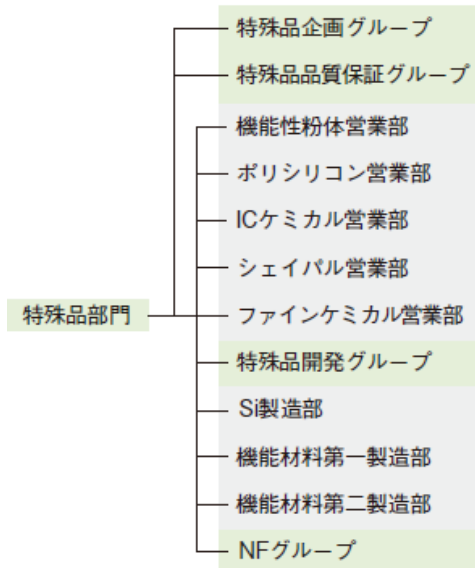 特殊品企画グループ
特殊品品質保証グループ
機能性粉体営業部
ポリシリコン営業部
ICケミカル営業部
シェイパル営業部
特殊品部門
ファインケミカル営業部
特殊品開発グループ
Si製造部
機能材料第一製造部
機能材料第二製造部
NFグループ